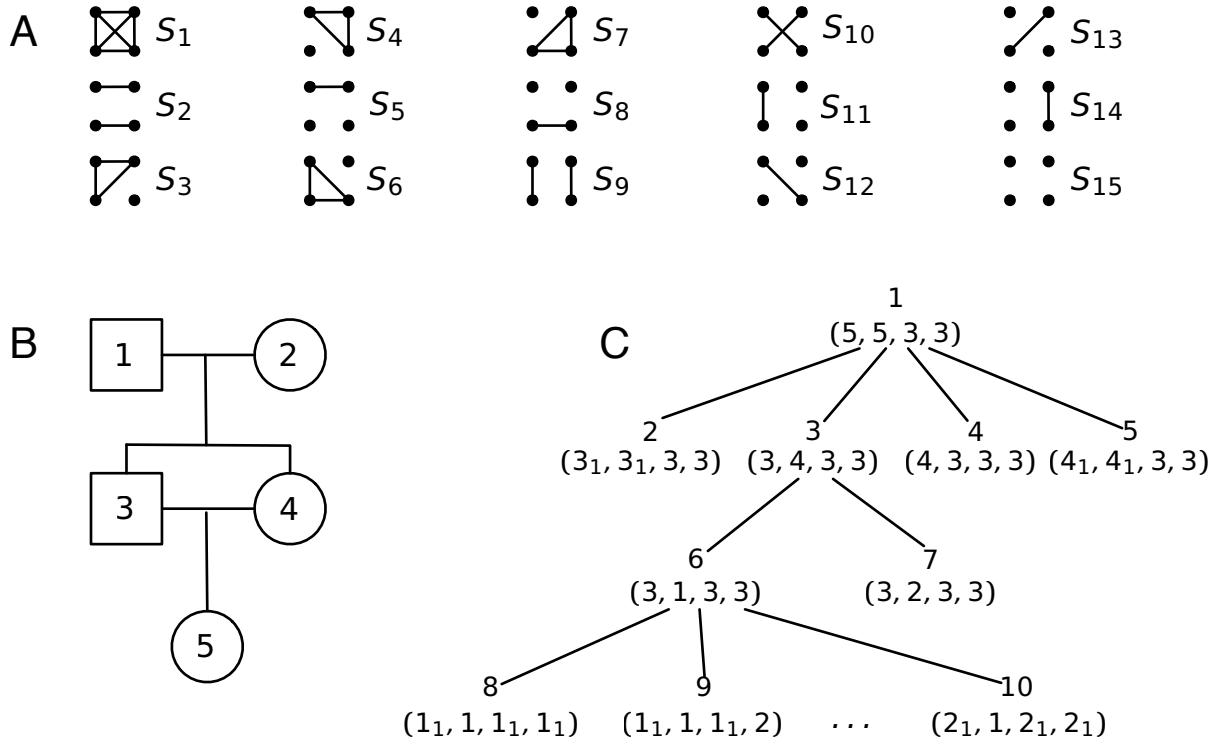 A
S₁ S₄ S₇ S₁₀ S₁₃
S₂ S₅ S₈ S₁₁ S₁₄
S₃ S₆ S₉ S₁₂ S₁₅
B
1 2
3 4
5
C
1
(5, 5, 3, 3)
2 3 4 5
(3₁, 3₁, 3, 3) (3, 4, 3, 3) (4, 3, 3, 3) (4₁, 4₁, 3, 3)
6 7
(3, 1, 3, 3) (3, 2, 3, 3)
8 9 10
(1₁, 1, 1₁, 1₁) (1₁, 1, 1₁, 2) ... (2₁, 1, 2₁, 2₁)